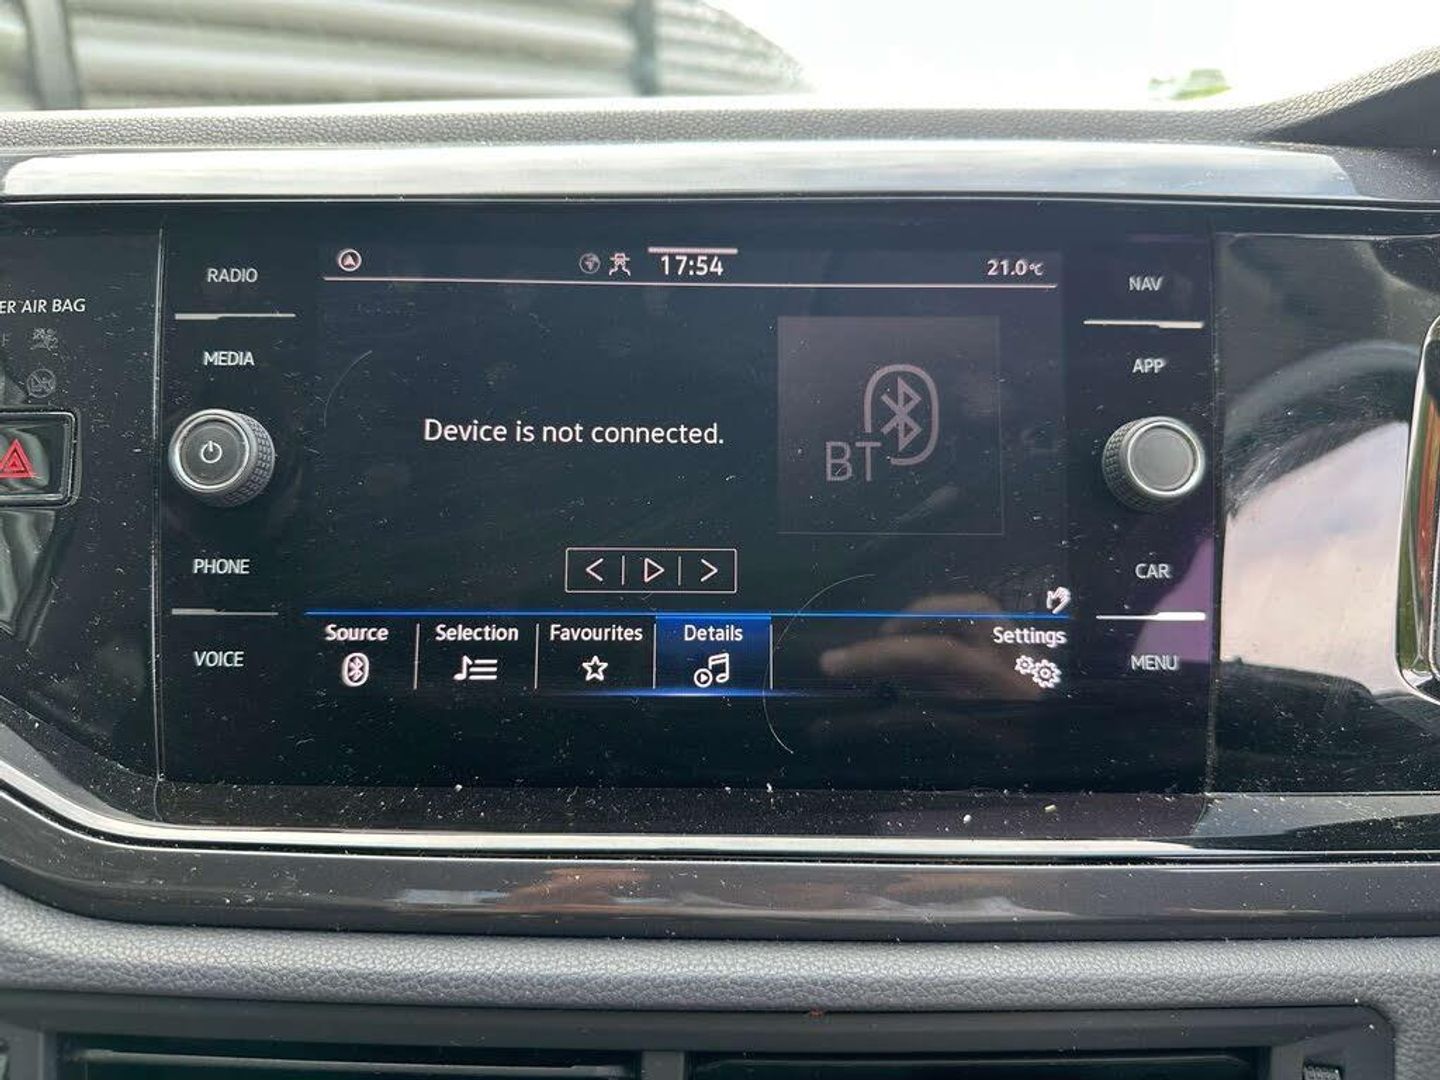 RADIO
MEDIA
PHONE
VOICE
ER AIR BAG
17:54
21.0°C
Device is not connected.
BT
Source
Selection
Favourites
Details
Settings
NAV
APP
CAR
MENU